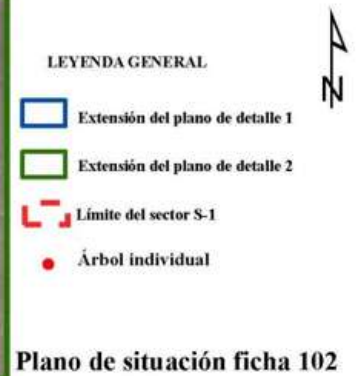 N
LEYENDA GENERAL
Extensión del plano de detalle 1
Extensión del plano de detalle 2
Límite del sector S-1
Árbol individual
Plano de situación ficha 102